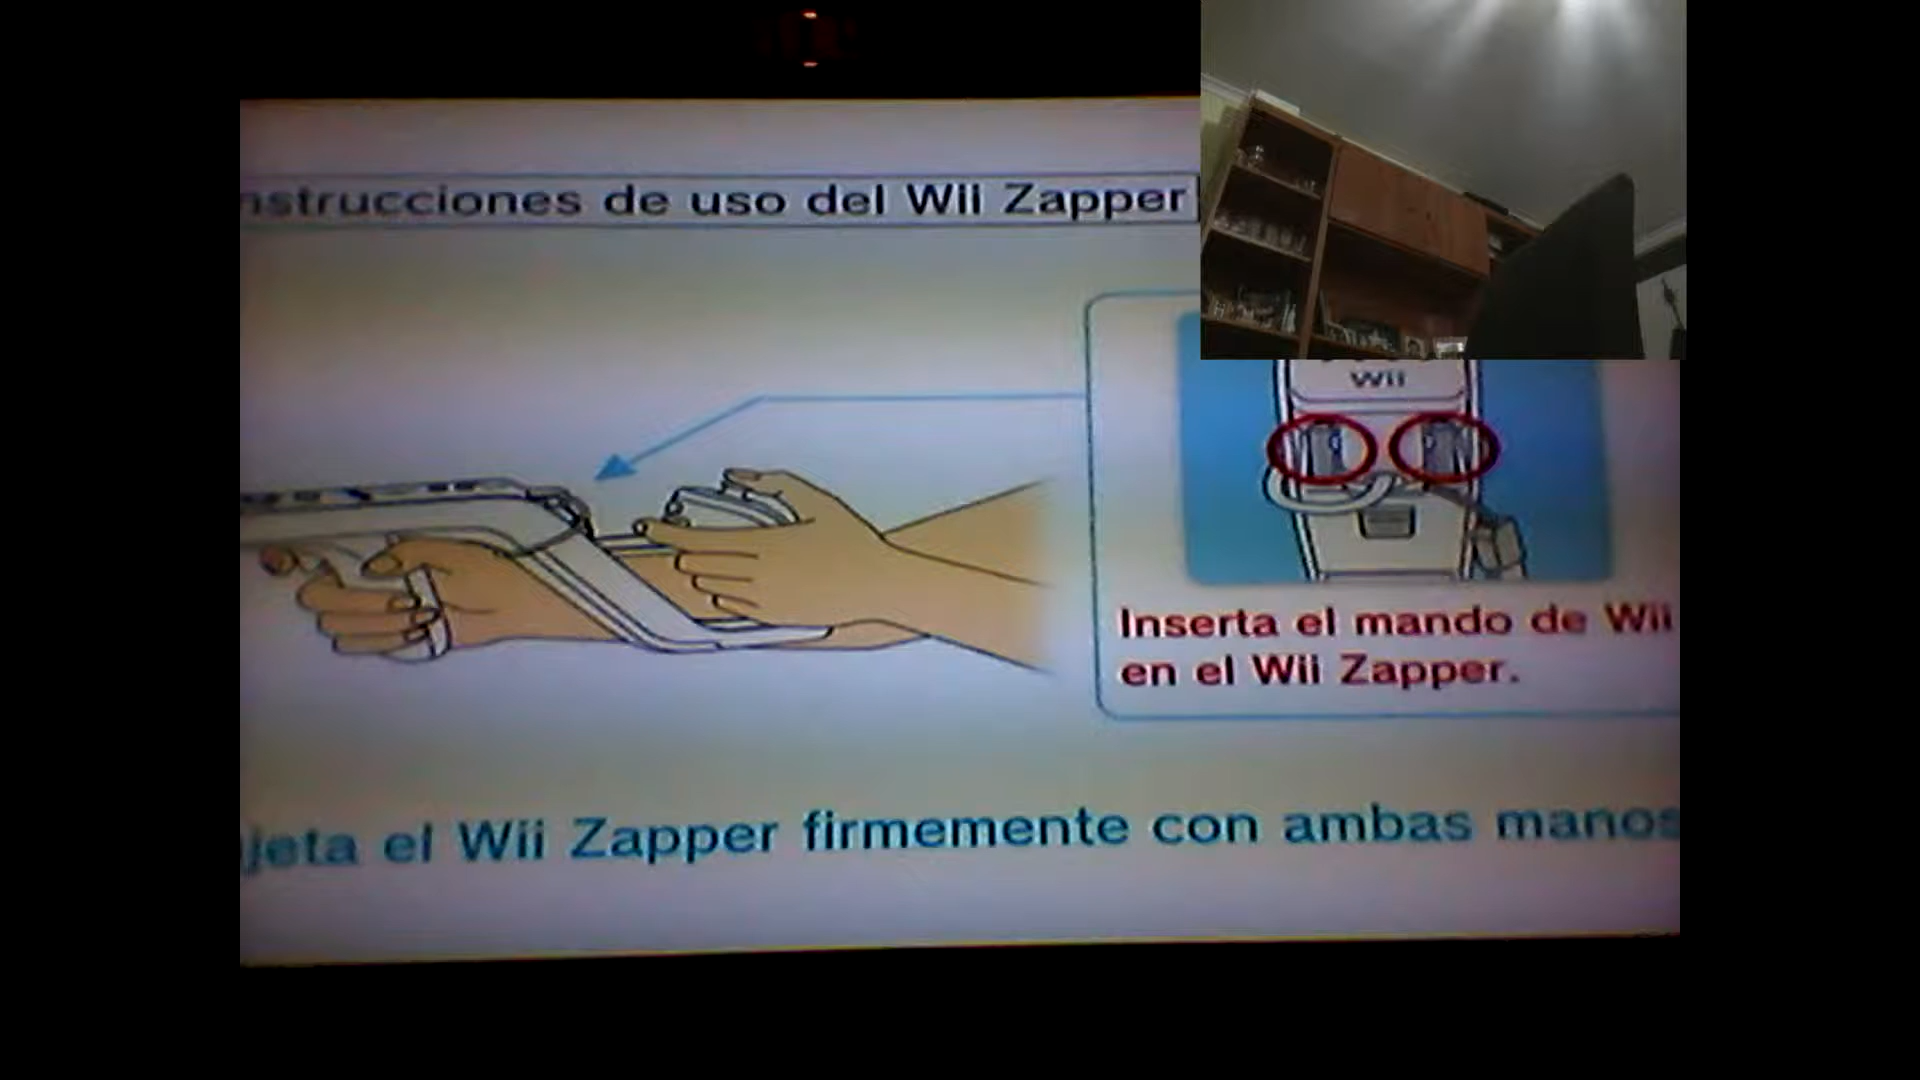 nstrucciones de uso del Wii Zapper
Wii
Inserta el mando de Wii
en el Wii Zapper.
jeta el Wii Zapper firmemente con ambas manos